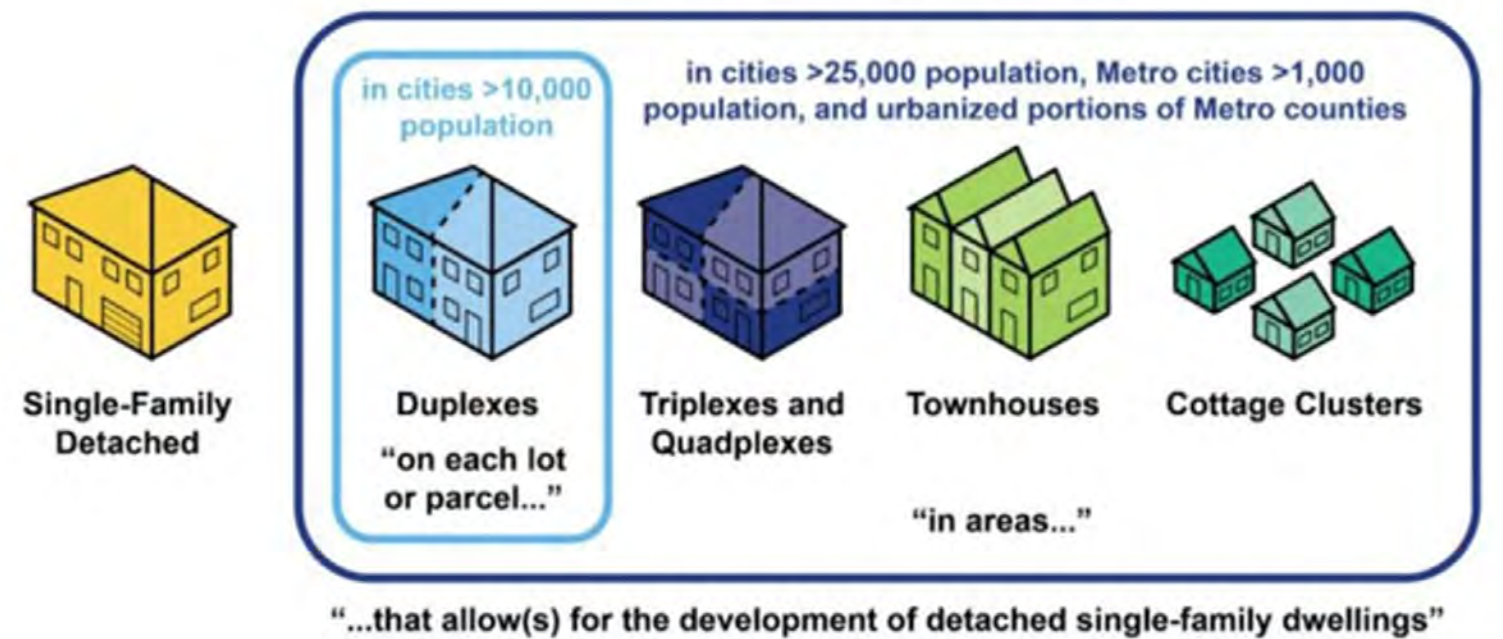 in cities >10,000
population
in cities >25,000 population, Metro cities >1,000
population, and urbanized portions of Metro counties
Single-Family
Detached
Duplexes
“on each lot
or parcel...”
Triplexes and
Quadplexes
Townhouses
Cottage Clusters
“in areas...”
“...that allow(s) for the development of detached single-family dwellings”